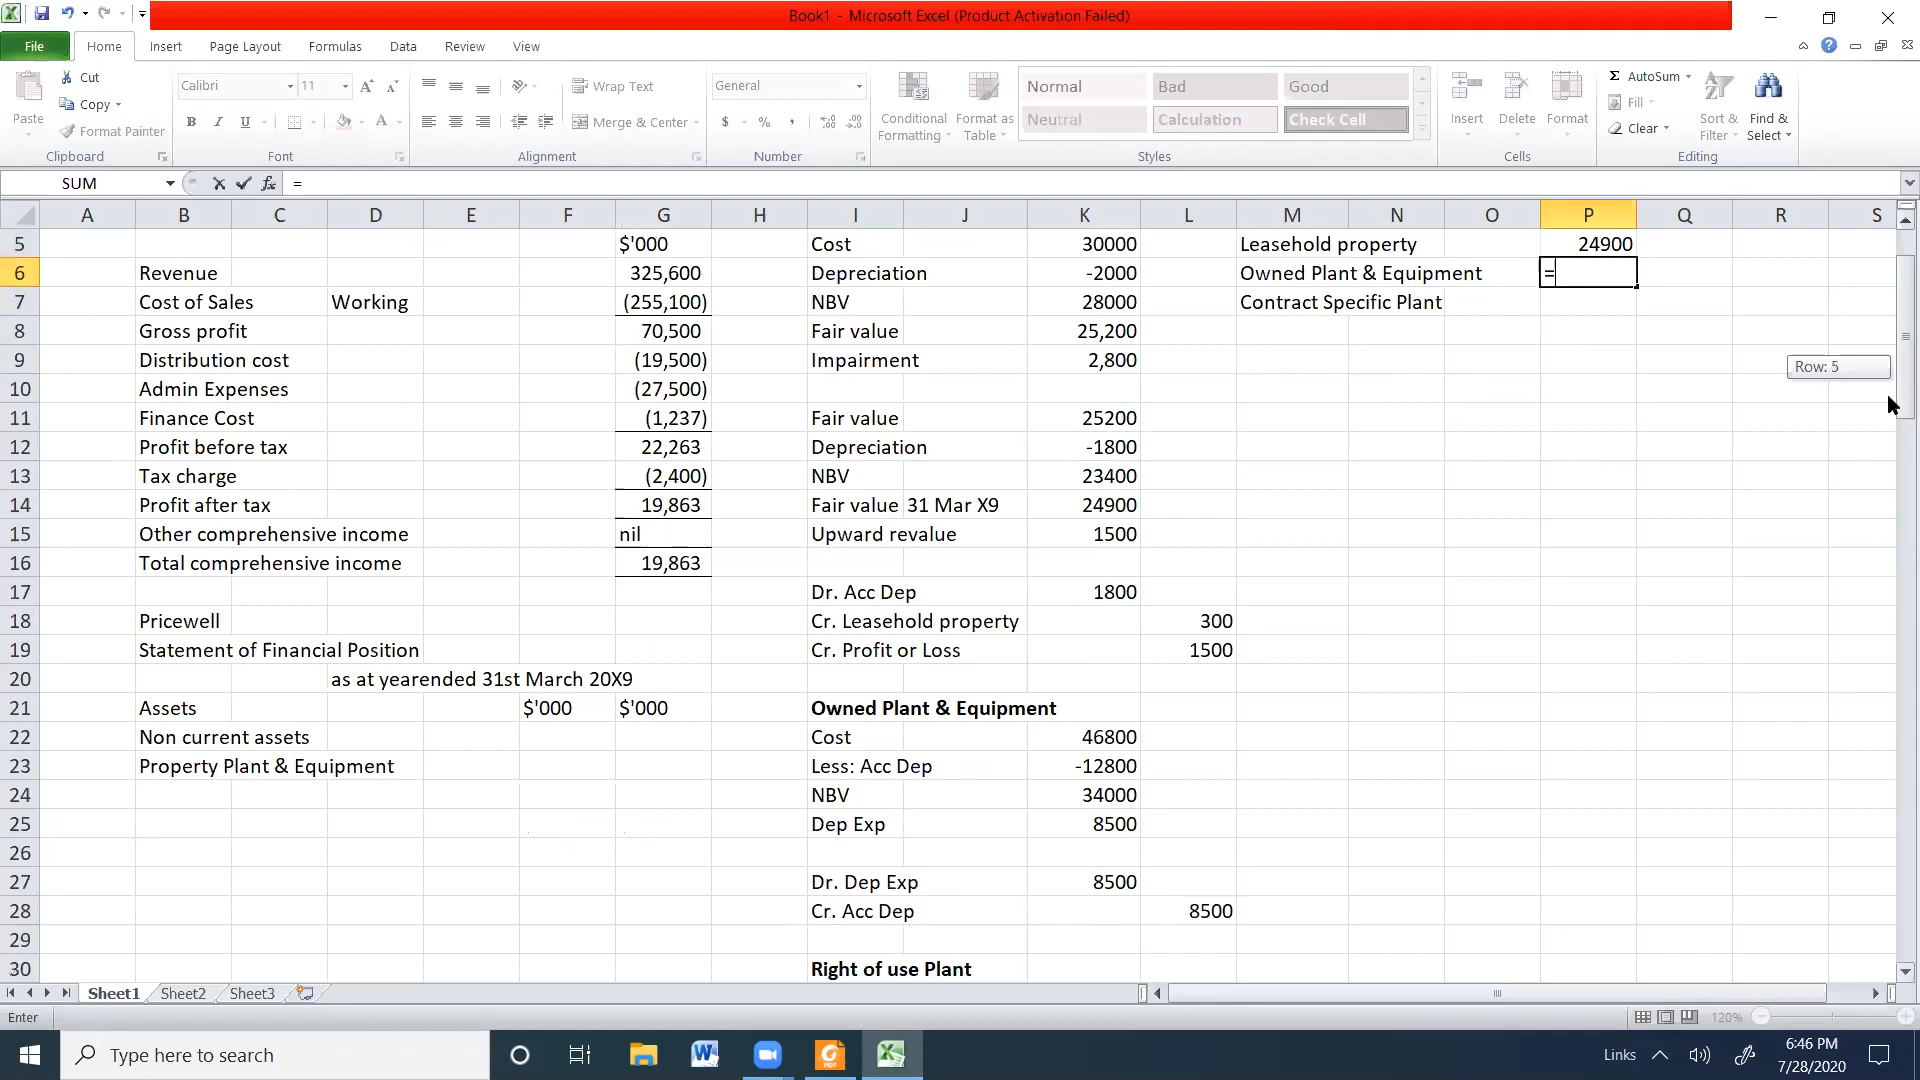 Book1 - Microsoft Excel (Product Activation Failed)
File Home Insert Page Layout Formulas Data Review View
Paste Cut Copy Format Painter
Calibri 11
B I U
Wrap Text
Merge & Center
General
$ % ,
Conditional Formatting
Format as Table
Normal Bad Good
Neutral Calculation Check Cell
Insert Delete Format
AutoSum Fill Clear
Sort & Filter
Find & Select
Clipboard Font Alignment Number Styles Cells Editing
SUM fx =
A B C D E F G H I J K L M N O P Q R S
5 $'000 Cost 30000 Leasehold property 24900
6 Revenue 325,600 Depreciation -2000 Owned Plant & Equipment =
7 Cost of Sales Working (255,100) NBV 28000 Contract Specific Plant
8 Gross profit 70,500 Fair value 25,200
9 Distribution cost (19,500) Impairment 2,800
Row: 5
10 Admin Expenses (27,500)
11 Finance Cost (1,237) Fair value 25200
12 Profit before tax 22,263 Depreciation -1800
13 Tax charge (2,400) NBV 23400
14 Profit after tax 19,863 Fair value 31 Mar X9 24900
15 Other comprehensive income nil Upward revalue 1500
16 Total comprehensive income 19,863
17 Dr. Acc Dep 1800
18 Pricewell Cr. Leasehold property 300
19 Statement of Financial Position Cr. Profit or Loss 1500
20 as at yearended 31st March 20X9
21 Assets $'000 $'000 Owned Plant & Equipment
22 Non current assets Cost 46800
23 Property Plant & Equipment Less: Acc Dep -12800
24 NBV 34000
25 Dep Exp 8500
26
27 Dr. Dep Exp 8500
28 Cr. Acc Dep 8500
29
30 Right of use Plant
Sheet1 Sheet2 Sheet3
Enter 120%
Type here to search
Links 6:46 PM
7/28/2020